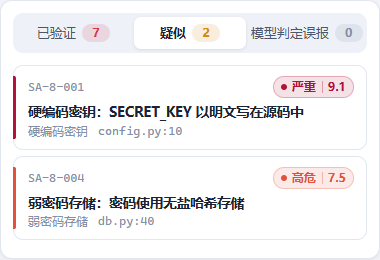 已验证 7 疑似 2 模型判定误报 0
SA-8-001 严重 9.1
硬编码密钥：SECRET_KEY 以明文写在源码中
硬编码密钥 config.py:10
SA-8-004 高危 7.5
弱密码存储：密码使用无盐哈希存储
弱密码存储 db.py:40